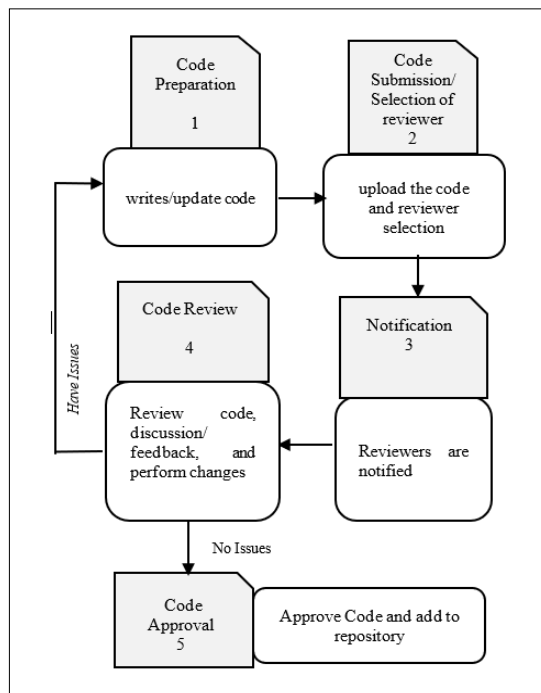 Code
Preparation
1
writes/update code
Code
Submission/
Selection of
reviewer
2
upload the code
and reviewer
selection
Notification
3
Reviewers are
notified
Code Review
4
Review code,
discussion/
feedback, and
perform changes
Have Issues
No Issues
Code
Approval
5
Approve Code and add to
repository